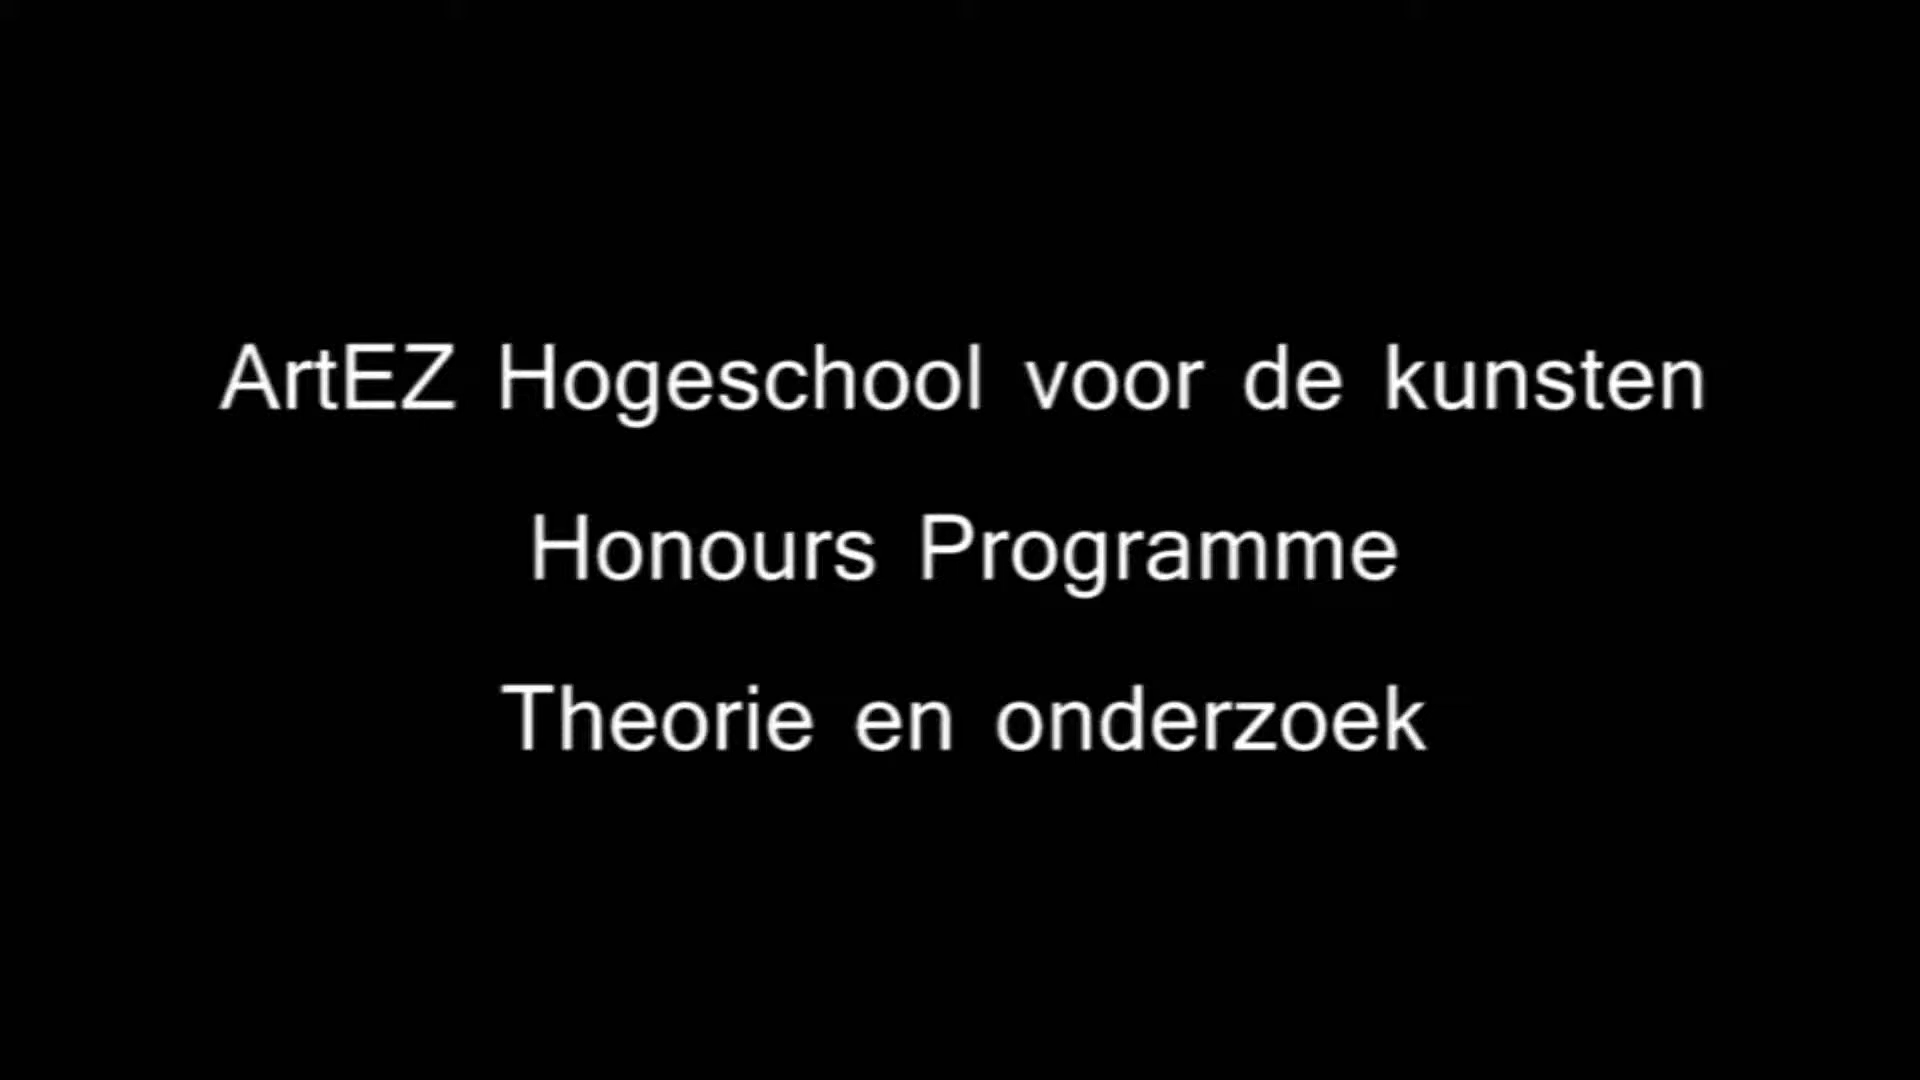 ArtEZ Hogeschool voor de kunsten
Honours Programme
Theorie en onderzoek